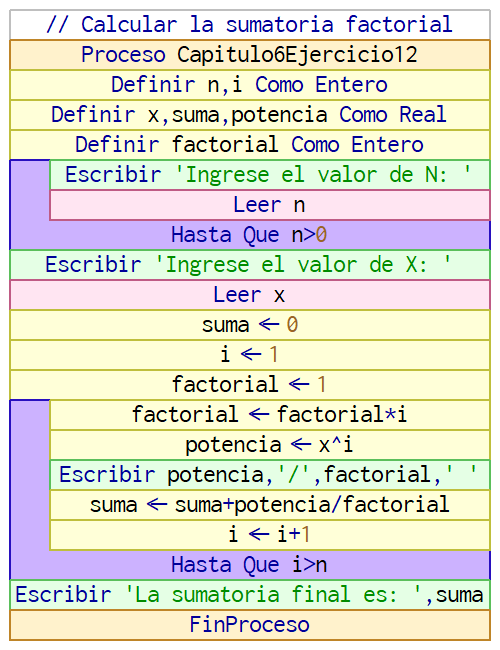 // Calcular la sumatoria factorial
Proceso Capitulo6Ejercicio12
Definir n,i Como Entero
Definir x,suma,potencia Como Real
Definir factorial Como Entero
Escribir 'Ingrese el valor de N: '
Leer n
Hasta Que n>0
Escribir 'Ingrese el valor de X: '
Leer x
suma ← 0
i ← 1
factorial ← 1
factorial ← factorial*i
potencia ← x^i
Escribir potencia,'/',factorial,' '
suma ← suma+potencia/factorial
i ← i+1
Hasta Que i>n
Escribir 'La sumatoria final es: ',suma
FinProceso